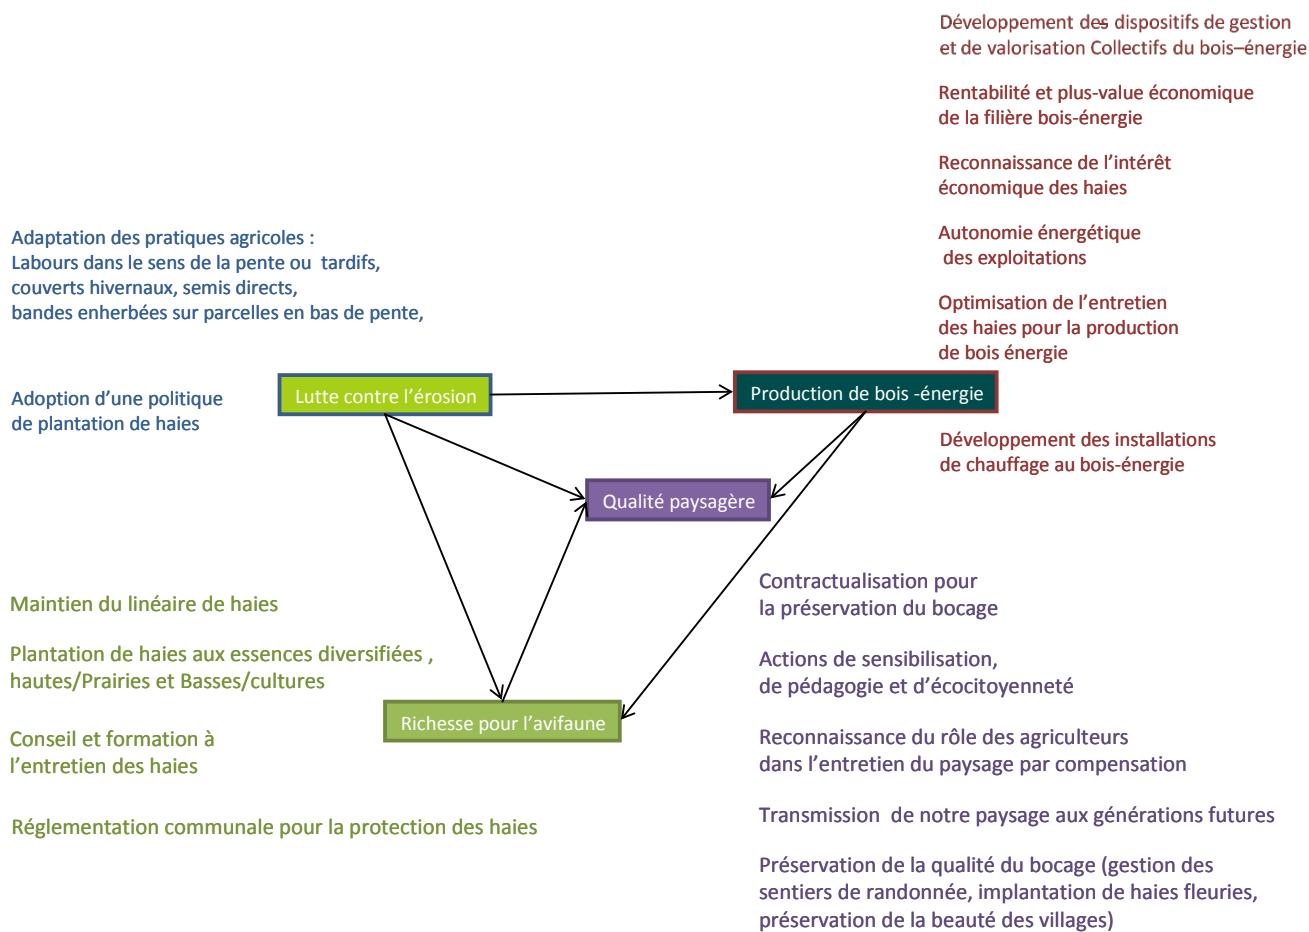 Développement des dispositifs de gestion
et de valorisation Collectifs du bois–énergie
Rentabilité et plus-value économique
de la filière bois-énergie
Reconnaissance de l’intérêt
économique des haies
Autonomie énergétique
des exploitations
Optimisation de l’entretien
des haies pour la production
de bois énergie
Adaptation des pratiques agricoles :
Labours dans le sens de la pente ou tardifs,
couverts hivernaux, semis directs,
bandes enherbées sur parcelles en bas de pente,
Adoption d’une politique
de plantation de haies
Lutte contre l’érosion
Production de bois -énergie
Développement des installations
de chauffage au bois-énergie
Qualité paysagère
Maintien du linéaire de haies
Plantation de haies aux essences diversifiées ,
hautes/Prairies et Basses/cultures
Conseil et formation à
l’entretien des haies
Richesse pour l’avifaune
Réglementation communale pour la protection des haies
Contractualisation pour
la préservation du bocage
Actions de sensibilisation,
de pédagogie et d’écocitoyenneté
Reconnaissance du rôle des agriculteurs
dans l’entretien du paysage par compensation
Transmission de notre paysage aux générations futures
Préservation de la qualité du bocage (gestion des
sentiers de randonnée, implantation de haies fleuries,
préservation de la beauté des villages)